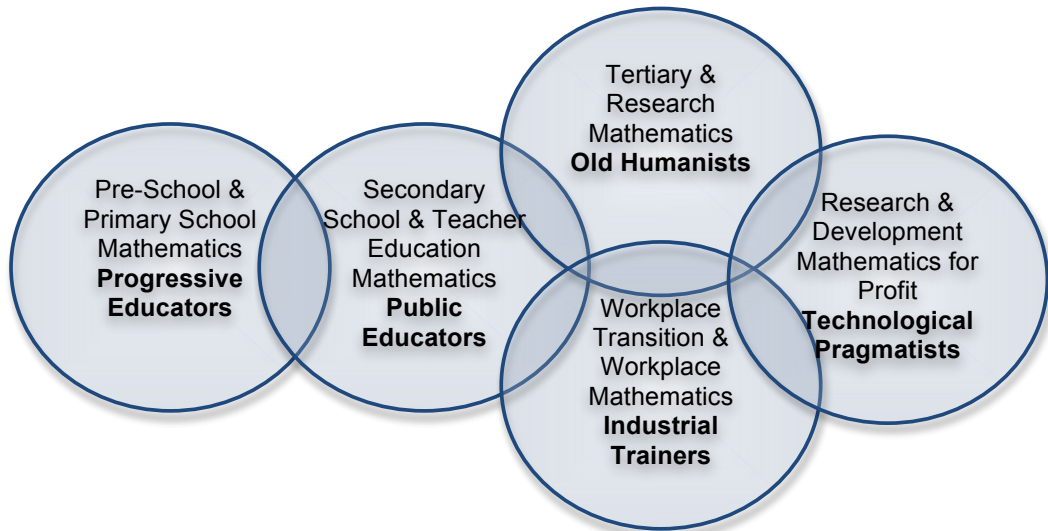 Pre-School &
Primary School
Mathematics
Progressive
Educators
Secondary
School & Teacher
Education
Mathematics
Public
Educators
Tertiary &
Research
Mathematics
Old Humanists
Workplace
Transition &
Workplace
Mathematics
Industrial
Trainers
Research &
Development
Mathematics for
Profit
Technological
Pragmatists